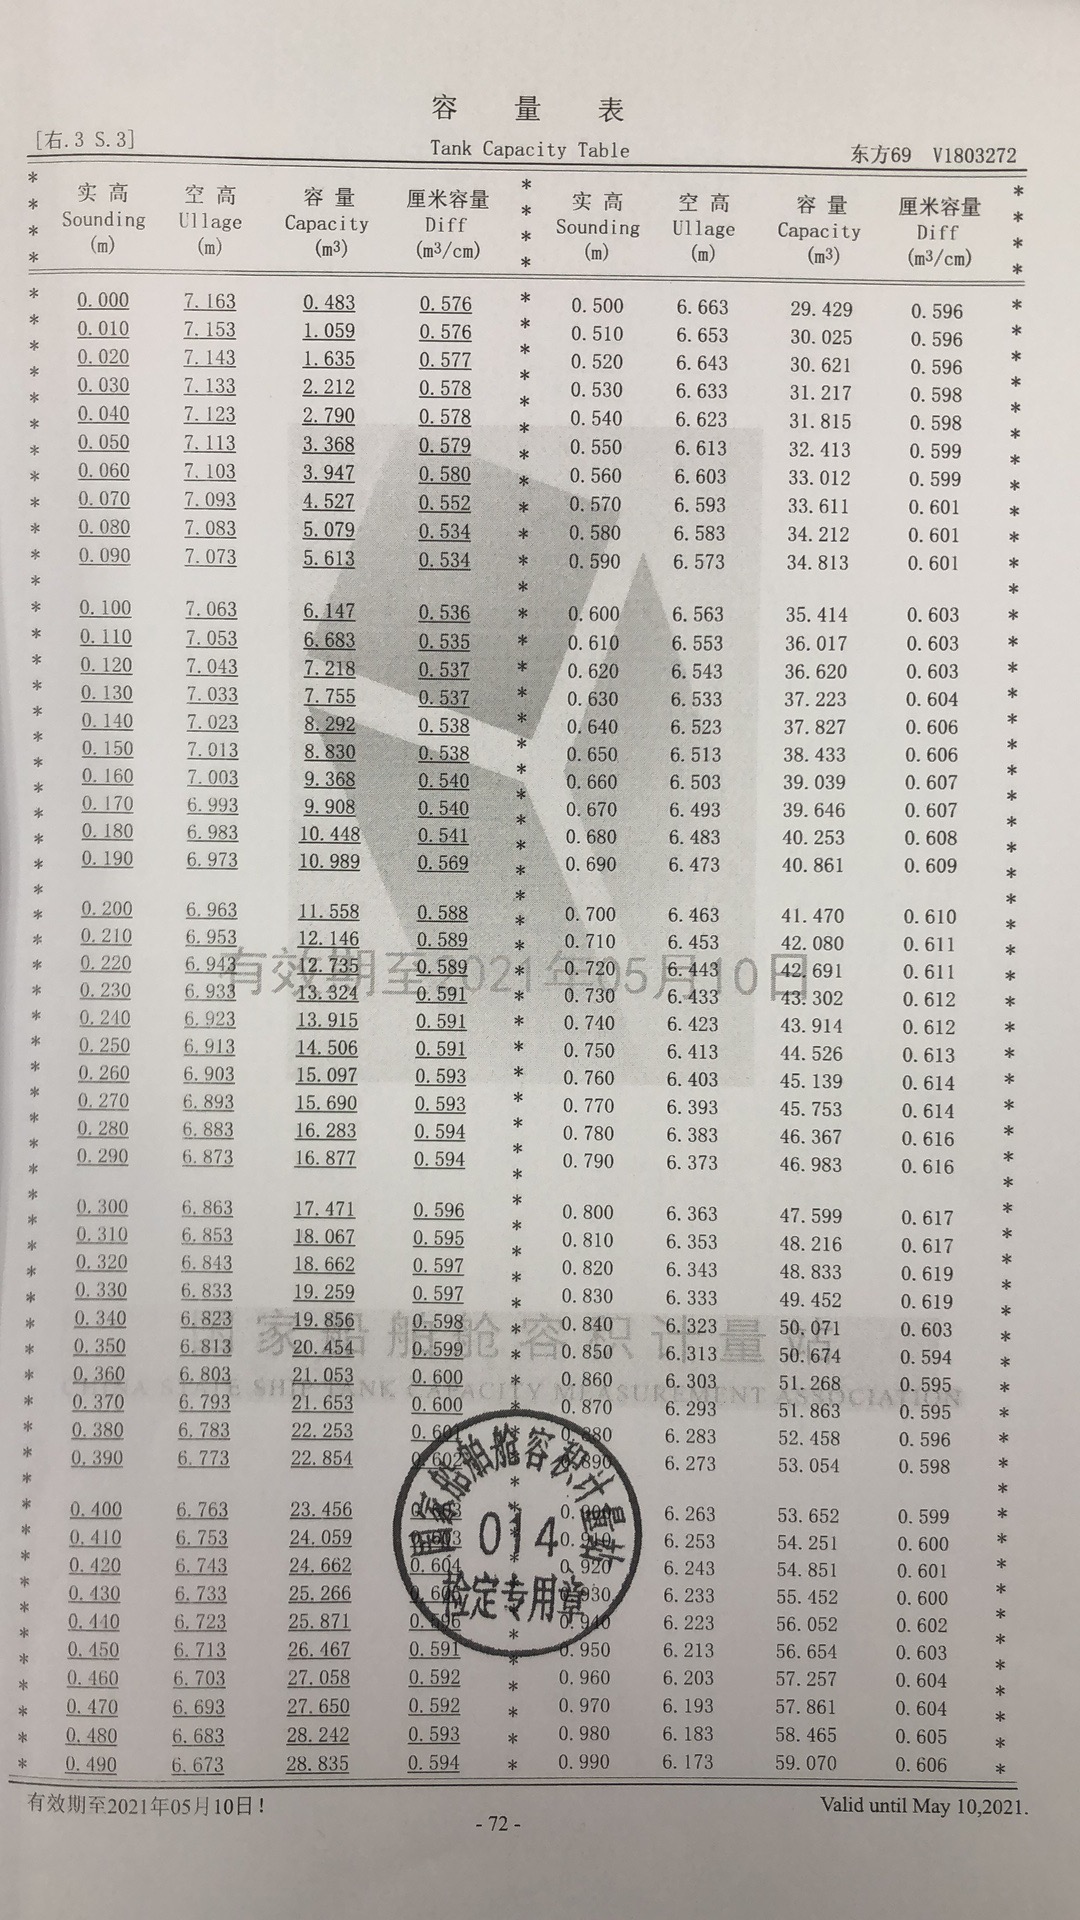 容 量 表
[右.3 S.3] Tank Capacity Table 东方69 V1803272
* 实 高 空 高 容 量 厘米容量 * 实 高 空 高 容 量 厘米容量 *
* Sounding Ullage Capacity Diff * Sounding Ullage Capacity Diff *
* (m) (m) (m³) (m³/cm) * (m) (m) (m³) (m³/cm) *
* 0.000 7.163 0.483 0.576 * 0.500 6.663 29.429 0.596 *
* 0.010 7.153 1.059 0.576 * 0.510 6.653 30.025 0.596 *
* 0.020 7.143 1.635 0.577 * 0.520 6.643 30.621 0.596 *
* 0.030 7.133 2.212 0.578 * 0.530 6.633 31.217 0.598 *
* 0.040 7.123 2.790 0.578 * 0.540 6.623 31.815 0.598 *
* 0.050 7.113 3.368 0.579 * 0.550 6.613 32.413 0.599 *
* 0.060 7.103 3.947 0.580 * 0.560 6.603 33.012 0.599 *
* 0.070 7.093 4.527 0.552 * 0.570 6.593 33.611 0.601 *
* 0.080 7.083 5.079 0.534 * 0.580 6.583 34.212 0.601 *
* 0.090 7.073 5.613 0.534 * 0.590 6.573 34.813 0.601 *
* 0.100 7.063 6.147 0.536 * 0.600 6.563 35.414 0.603 *
* 0.110 7.053 6.683 0.535 * 0.610 6.553 36.017 0.603 *
* 0.120 7.043 7.218 0.537 * 0.620 6.543 36.620 0.603 *
* 0.130 7.033 7.755 0.537 * 0.630 6.533 37.223 0.604 *
* 0.140 7.023 8.292 0.538 * 0.640 6.523 37.827 0.606 *
* 0.150 7.013 8.830 0.538 * 0.650 6.513 38.433 0.606 *
* 0.160 7.003 9.368 0.540 * 0.660 6.503 39.039 0.607 *
* 0.170 6.993 9.908 0.540 * 0.670 6.493 39.646 0.607 *
* 0.180 6.983 10.448 0.541 * 0.680 6.483 40.253 0.608 *
* 0.190 6.973 10.989 0.569 * 0.690 6.473 40.861 0.609 *
* 0.200 6.963 11.558 0.588 * 0.700 6.463 41.470 0.610 *
* 0.210 6.953 12.146 0.589 * 0.710 6.453 42.080 0.611 *
* 0.220 6.943 12.735 0.589 * 0.720 6.443 42.691 0.611 *
有效期至2021年05月10日
* 0.230 6.933 13.324 0.591 * 0.730 6.433 43.302 0.612 *
* 0.240 6.923 13.915 0.591 * 0.740 6.423 43.914 0.612 *
* 0.250 6.913 14.506 0.591 * 0.750 6.413 44.526 0.613 *
* 0.260 6.903 15.097 0.593 * 0.760 6.403 45.139 0.614 *
* 0.270 6.893 15.690 0.593 * 0.770 6.393 45.753 0.614 *
* 0.280 6.883 16.283 0.594 * 0.780 6.383 46.367 0.616 *
* 0.290 6.873 16.877 0.594 * 0.790 6.373 46.983 0.616 *
* 0.300 6.863 17.471 0.596 * 0.800 6.363 47.599 0.617 *
* 0.310 6.853 18.067 0.595 * 0.810 6.353 48.216 0.617 *
* 0.320 6.843 18.662 0.597 * 0.820 6.343 48.833 0.619 *
* 0.330 6.833 19.259 0.597 * 0.830 6.333 49.452 0.619 *
* 0.340 6.823 19.856 0.598 * 0.840 6.323 50.071 0.603 *
国家船舶舱容积计量站
* 0.350 6.813 20.454 0.599 * 0.850 6.313 50.674 0.594 *
* 0.360 6.803 21.053 0.600 * 0.860 6.303 51.268 0.595 *
CHINA STATE SHIP TANK CAPACITY MEASUREMENT ASSOCIATION
* 0.370 6.793 21.653 0.600 * 0.870 6.293 51.863 0.595 *
* 0.380 6.783 22.253 0.601 * 0.880 6.283 52.458 0.596 *
* 0.390 6.773 22.854 0.602 * 0.890 6.273 53.054 0.598 *
* 0.400 6.763 23.456 0.603 * 0.900 6.263 53.652 0.599 *
* 0.410 6.753 24.059 0.603 * 0.910 6.253 54.251 0.600 *
* 0.420 6.743 24.662 0.604 * 0.920 6.243 54.851 0.601 *
* 0.430 6.733 25.266 * 0.930 6.233 55.452 0.600 *
* 0.440 6.723 25.871 0.596 * 0.940 6.223 56.052 0.602 *
* 0.450 6.713 26.467 0.591 * 0.950 6.213 56.654 0.603 *
* 0.460 6.703 27.058 0.592 * 0.960 6.203 57.257 0.604 *
* 0.470 6.693 27.650 0.592 * 0.970 6.193 57.861 0.604 *
* 0.480 6.683 28.242 0.593 * 0.980 6.183 58.465 0.605 *
* 0.490 6.673 28.835 0.594 * 0.990 6.173 59.070 0.606 *
国家船舶舱容积计量站
014
检定专用章
有效期至2021年05月10日! Valid until May 10,2021.
- 72 -